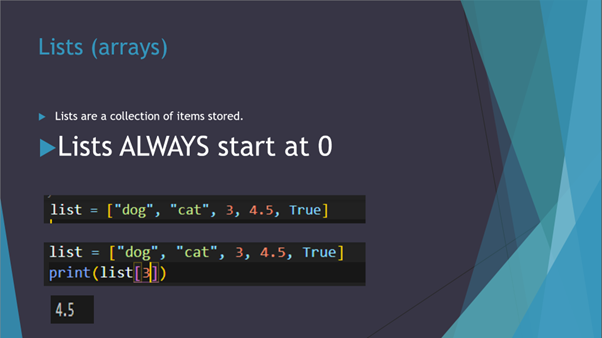 Lists (arrays)
Lists are a collection of items stored.
Lists ALWAYS start at 0
list = ["dog", "cat", 3, 4.5, True]
list = ["dog", "cat", 3, 4.5, True]
print(list[3])
4.5